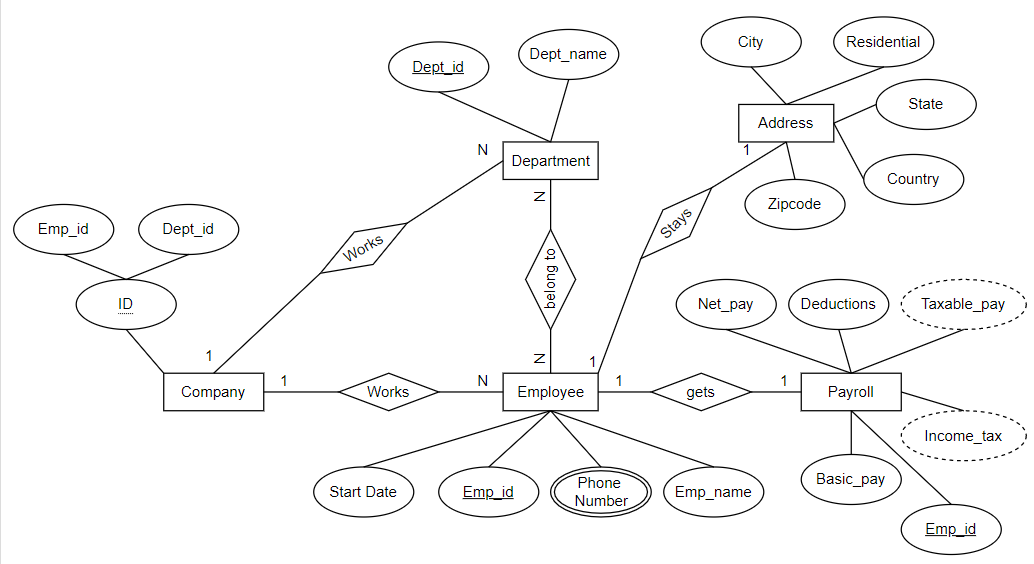 City
Residential
Dept_name
Dept_id
State
Address
1
N
Department
Country
N
Zipcode
Emp_id
Dept_id
Stays
Works
belong to
ID
Net_pay
Deductions
Taxable_pay
1
N
1
1
N
1
1
Company
Works
Employee
gets
Payroll
Income_tax
Basic_pay
Start Date
Emp_id
Phone
Number
Emp_name
Emp_id